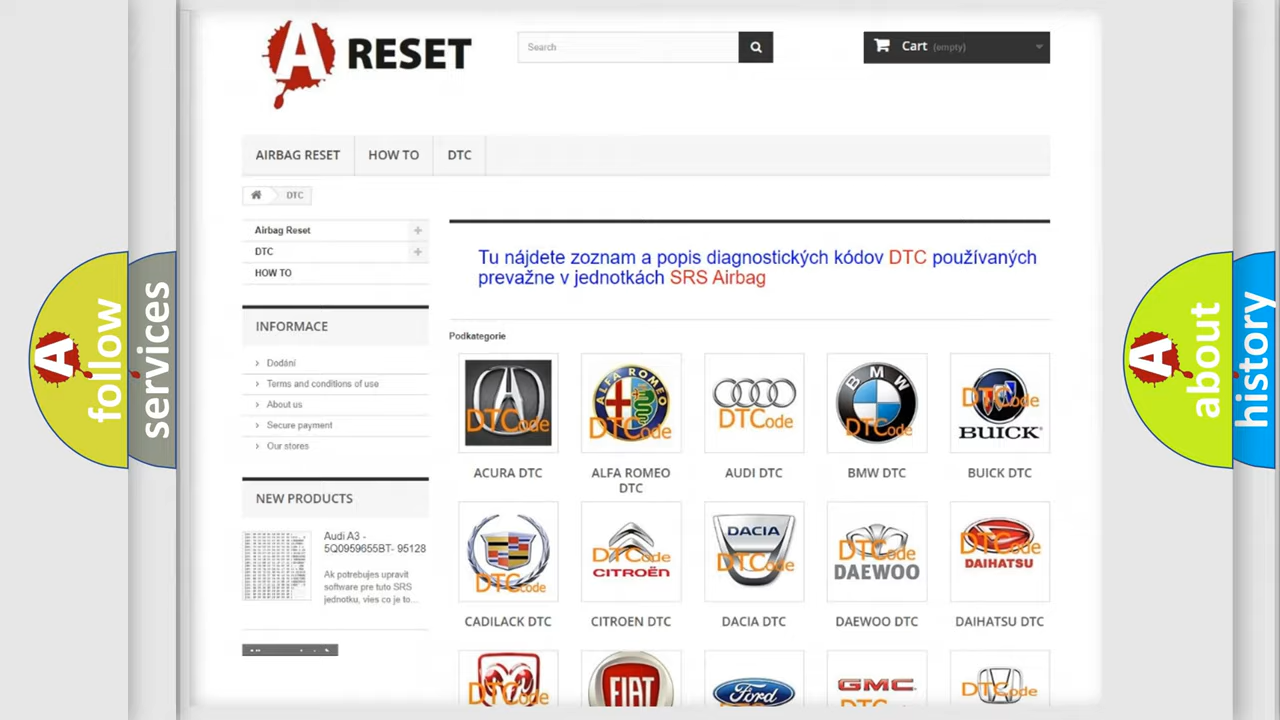 A RESET
Search
Cart (empty)
AIRBAG RESET
HOW TO
DTC
DTC
Airbag Reset
DTC
HOW TO
INFORMACE
Dodání
Terms and conditions of use
About us
Secure payment
Our stores
NEW PRODUCTS
Audi A3 -
5Q0959655BT- 95128
Ak potrebujes upravit
software pre tuto SRS
jednotku, vies co je to...
Tu nájdete zoznam a popis diagnostických kódov DTC používaných
prevažne v jednotkách SRS Airbag
Podkategorie
DTCode
ALFA ROMEO
DTCode
DTCode
BMW
DTCode
DTCode
BUICK
ACURA DTC
ALFA ROMEO
DTC
AUDI DTC
BMW DTC
BUICK DTC
DTCode
DTCode
CITROËN
DACIA
DTCode
DTCode
DAEWOO
DTCode
DAIHATSU
CADILACK DTC
CITROEN DTC
DACIA DTC
DAEWOO DTC
DAIHATSU DTC
DTCode
FIAT
Ford
GMC
DTCode
follow
services
A
about
history
A